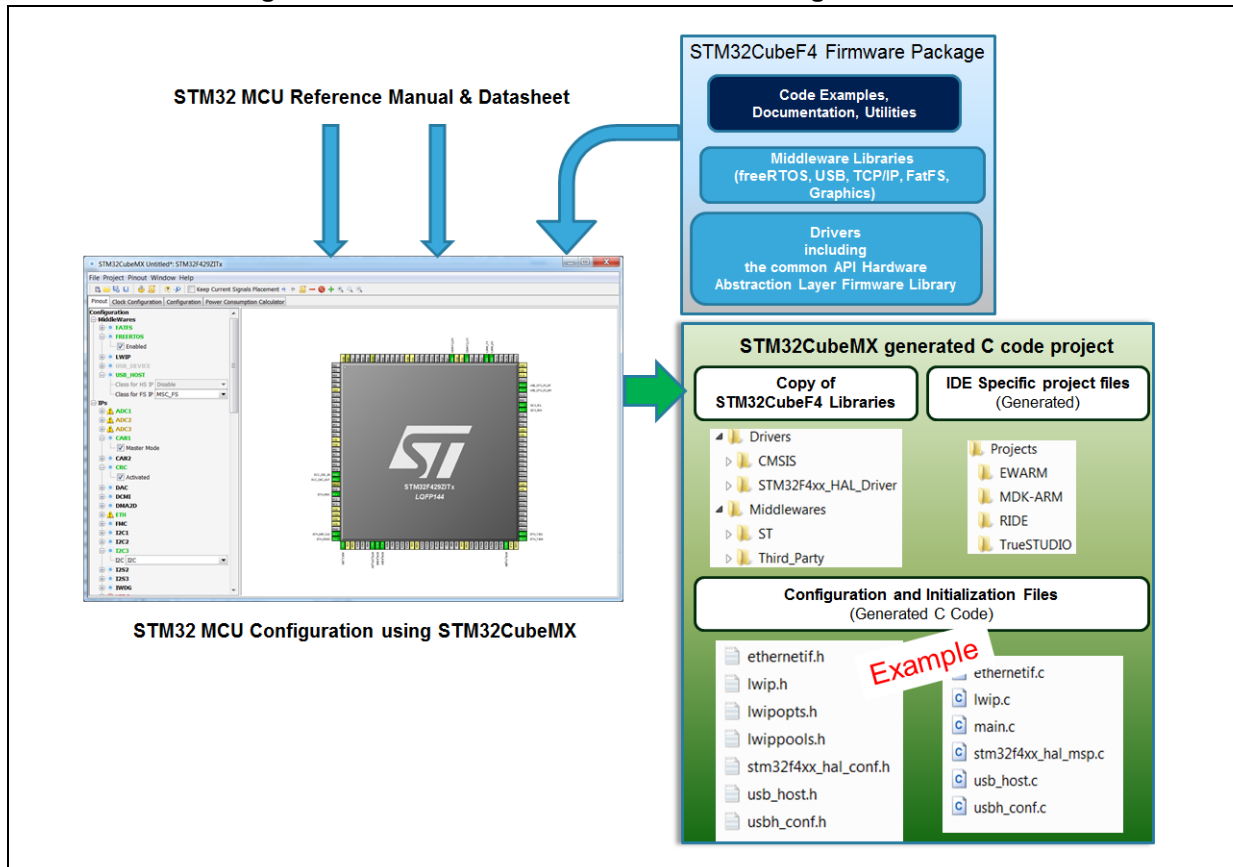 STM32CubeF4 Firmware Package
Code Examples,
Documentation, Utilities
Middleware Libraries
(freeRTOS, USB, TCP/IP, FatFS,
Graphics)
Drivers
including
the common API Hardware
Abstraction Layer Firmware Library
STM32 MCU Reference Manual & Datasheet
STM32CubeMX Untitled*: STM32F429ZITx
File Project Pinout Window Help
Keep Current Signals Placement
Pinout Clock Configuration Configuration Power Consumption Calculator
Configuration
MiddleWares
FATFS
FREERTOS
Enabled
LWIP
USB_DEVICE
USB_HOST
Class for HS IP Disable
Class for FS IP MSC_FS
IPs
ADC1
ADC2
ADC3
CAN1
Master Mode
CAN2
CRC
Activated
DAC
DCMI
DMA2D
ETH
FMC
I2C1
I2C2
I2C3
I2C I2C
I2S2
I2S3
IWDG
ST
STM32F429ZITx
LQFP144
STM32 MCU Configuration using STM32CubeMX
STM32CubeMX generated C code project
Copy of
STM32CubeF4 Libraries
IDE Specific project files
(Generated)
Drivers
CMSIS
STM32F4xx_HAL_Driver
Middlewares
ST
Third_Party
Projects
EWARM
MDK-ARM
RIDE
TrueSTUDIO
Configuration and Initialization Files
(Generated C Code)
Example
ethernetif.h
lwip.h
lwipopts.h
lwippools.h
stm32f4xx_hal_conf.h
usb_host.h
usbh_conf.h
ethernetif.c
lwip.c
main.c
stm32f4xx_hal_msp.c
usb_host.c
usbh_conf.c